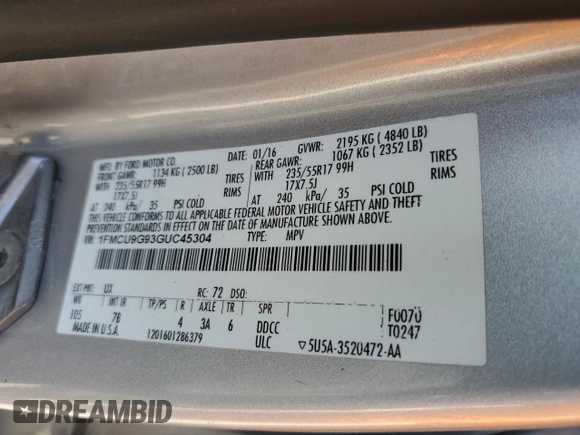 MFD. BY FORD MOTOR CO.
DATE: 01/16 GVWR: 2195 KG ( 4840 LB)
FRONT GAWR: 1134 KG ( 2500 LB) REAR GAWR: 1067 KG ( 2352 LB)
WITH 235/55R17 99H TIRES WITH 235/55R17 99H TIRES
17X7.5J RIMS 17X7.5J RIMS
AT 240 kPa/ 35 PSI COLD AT 240 kPa/ 35 PSI COLD
THIS VEHICLE CONFORMS TO ALL APPLICABLE FEDERAL MOTOR VEHICLE SAFETY AND THEFT
PREVENTION STANDARDS IN EFFECT ON THE DATE OF MANUFACTURE SHOWN ABOVE.
VIN: 1FMCU9G93GUC45304 TYPE: MPV
EXT PNT: UX RC: 72 DSO:
WB INT TR TP/PS R AXLE TR SPR
105 7B 4 3A 6 DDCC F0070
MADE IN U.S.A. 1201601286379 ULC T0247
5U5A-3520472-AA
DREAMBID